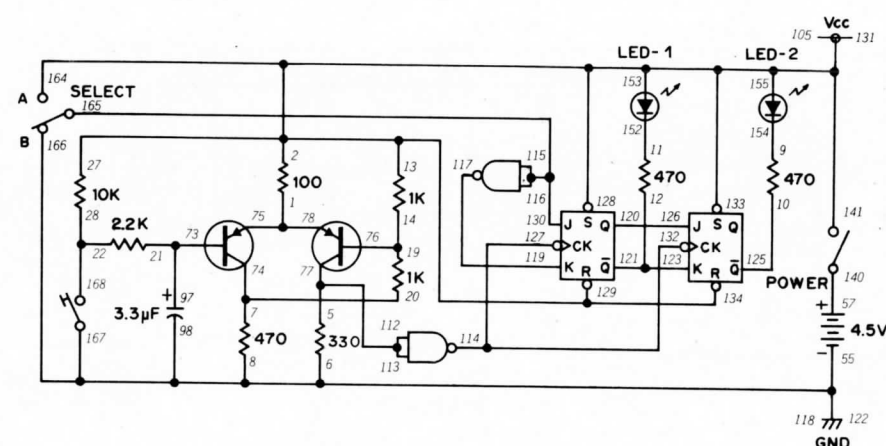 Vcc
105 131
LED-1 LED-2
164
A
SELECT
165
B
166
153
152
155
154
27
10K
28
2.2K
22 21
73
75
74
2
100
1
78
77
76
13
1K
14
19
1K
20
117 115
116
11
470
12
9
470
10
130 128 120 126 133
J S Q J S Q
127 CK 132 CK
119 K R Q̅ 121 123 K R Q̅ 125
129 134
141
POWER 140
168
H
167
+ 97
3.3µF
98
7
470
8
5
330
6
112
113
114
+ 57
4.5V
- 55
118 122
GND